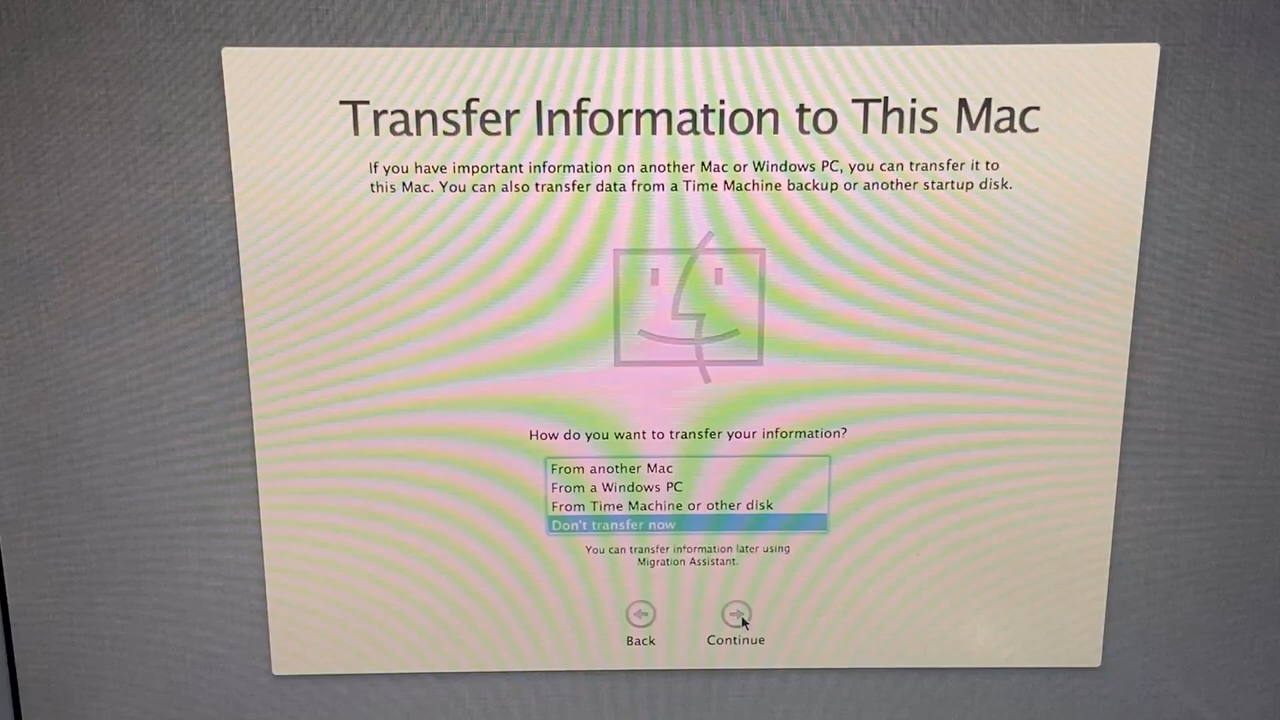 Transfer Information to This Mac
If you have important information on another Mac or Windows PC, you can transfer it to
this Mac. You can also transfer data from a Time Machine backup or another startup disk.
How do you want to transfer your information?
From another Mac
From a Windows PC
From Time Machine or other disk
Don't transfer now
You can transfer information later using
Migration Assistant.
Back
Continue